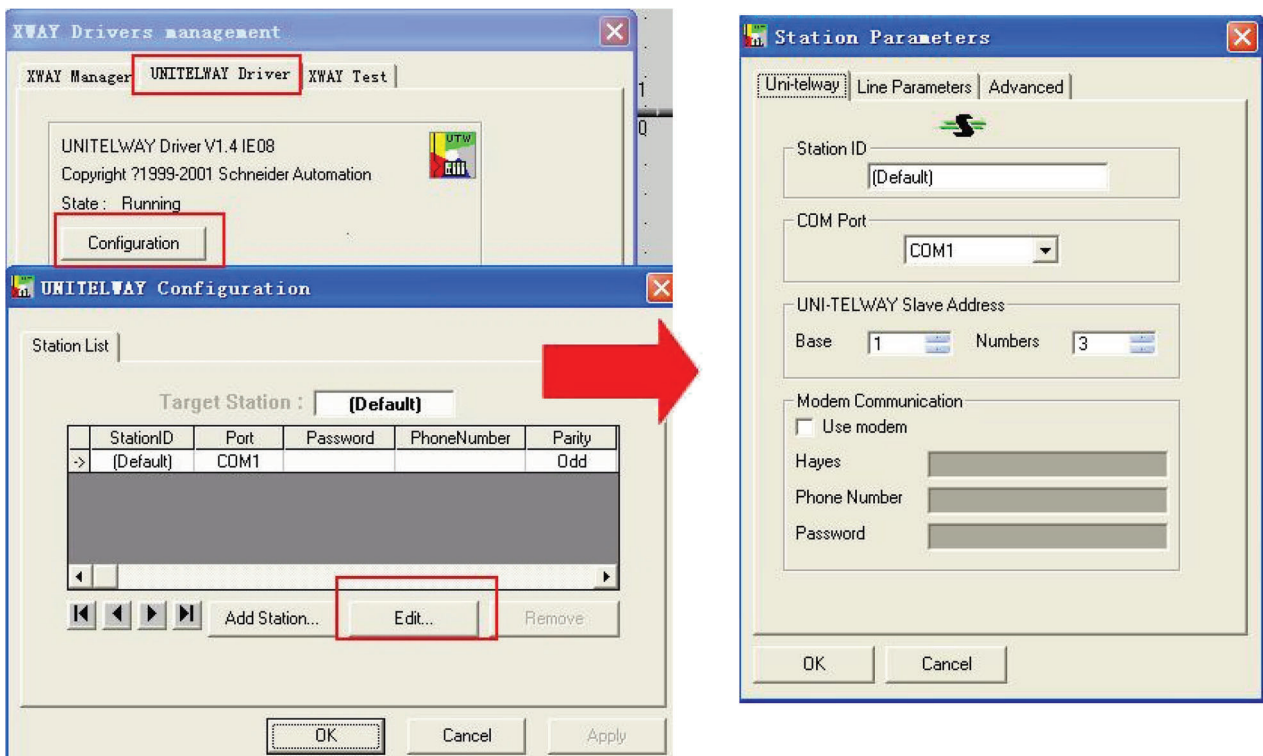 XWAY Drivers management
XWAY Manager UNITELWAY Driver XWAY Test
UNITELWAY Driver V1.4 IE08
UTW
Copyright ?1999-2001 Schneider Automation
State : Running
Configuration
1
Q
UNITELWAY Configuration
Station List
Target Station : (Default)
StationID Port Password PhoneNumber Parity
-> (Default) COM1 Odd
Add Station... Edit... Remove
OK Cancel Apply
Station Parameters
Uni-telway Line Parameters Advanced
Station ID
(Default)
COM Port
COM1
UNI-TELWAY Slave Address
Base 1 Numbers 3
Modem Communication
Use modem
Hayes
Phone Number
Password
OK Cancel